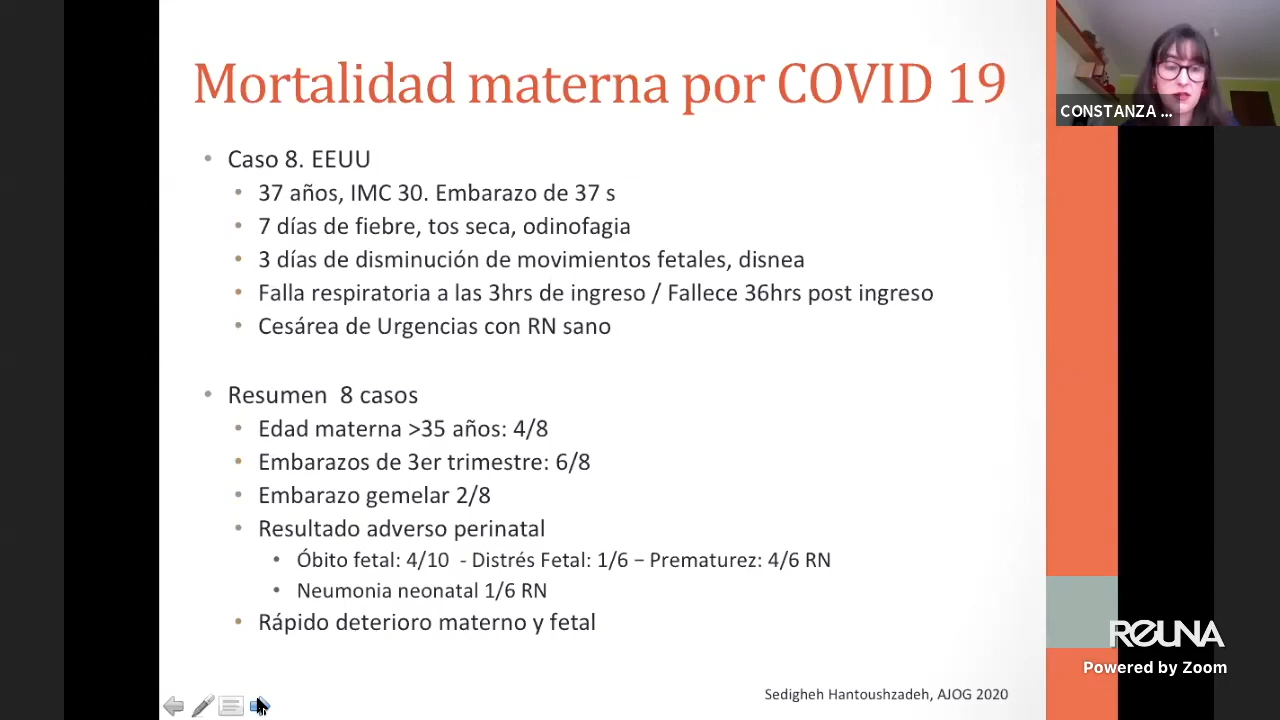 Mortalidad materna por COVID 19
CONSTANZA ...
• Caso 8. EEUU
• 37 años, IMC 30. Embarazo de 37 s
• 7 días de fiebre, tos seca, odinofagia
• 3 días de disminución de movimientos fetales, disnea
• Falla respiratoria a las 3hrs de ingreso / Fallece 36hrs post ingreso
• Cesárea de Urgencias con RN sano
• Resumen 8 casos
• Edad materna >35 años: 4/8
• Embarazos de 3er trimestre: 6/8
• Embarazo gemelar 2/8
• Resultado adverso perinatal
• Óbito fetal: 4/10 - Distrés Fetal: 1/6 – Prematurez: 4/6 RN
• Neumonia neonatal 1/6 RN
• Rápido deterioro materno y fetal
REUNA
Powered by Zoom
Sedigheh Hantoushzadeh, AJOG 2020